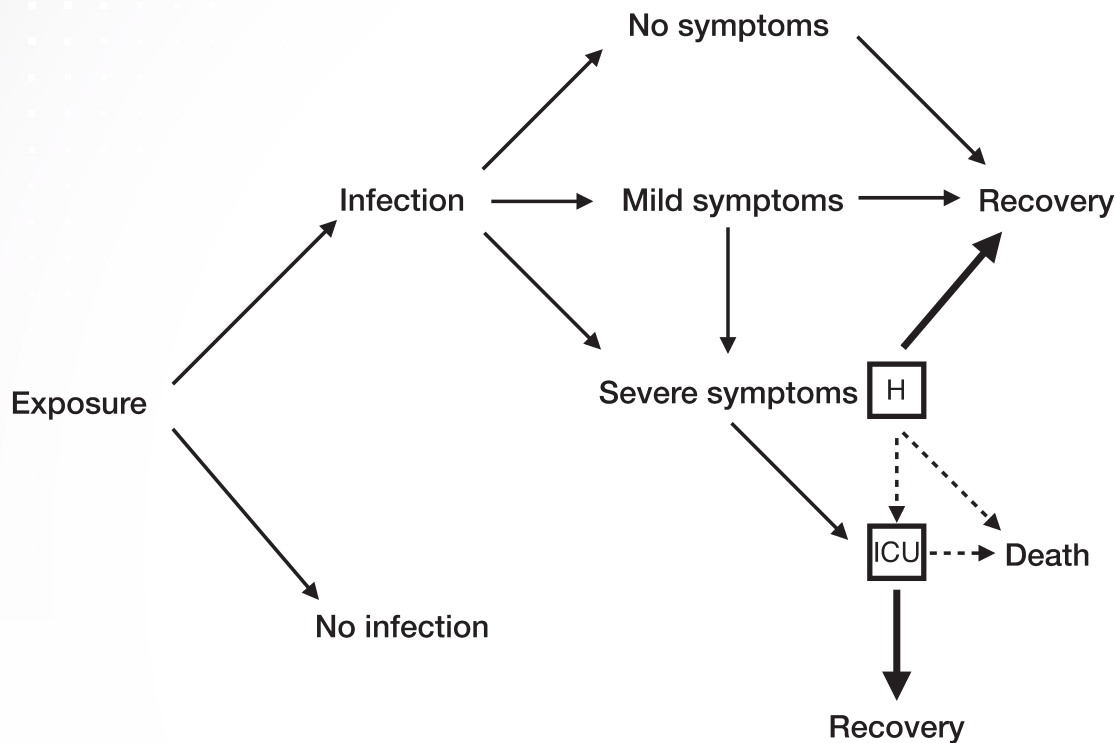 No symptoms
Infection
Mild symptoms
Recovery
Exposure
Severe symptoms
H
ICU
Death
No infection
Recovery